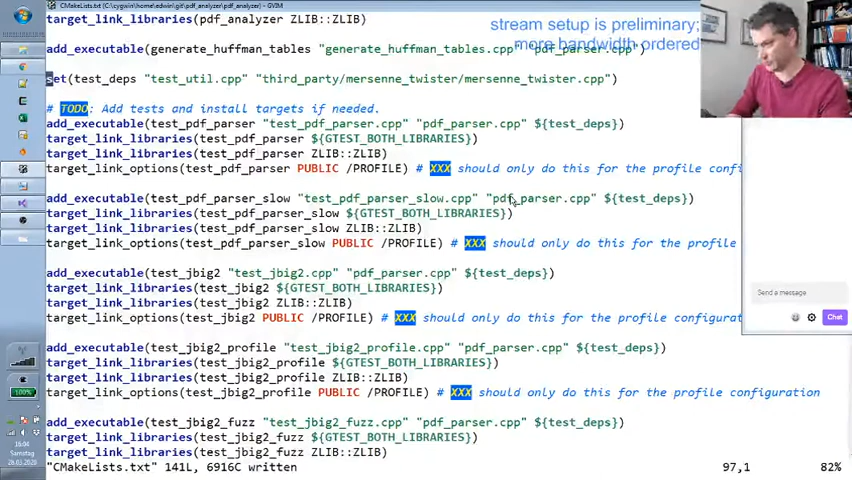 CMakeLists.txt (C:\cygwin\home\edwin\git\pdf_analyzer\pdf_analyzer) - GVIM
target_link_libraries(pdf_analyzer ZLIB::ZLIB)
stream setup is preliminary;
more bandwidth ordered
add_executable(generate_huffman_tables "generate_huffman_tables.cpp" "pdf_parser.cpp")
set(test_deps "test_util.cpp" "third_party/mersenne_twister/mersenne_twister.cpp")
# TODO: Add tests and install targets if needed.
add_executable(test_pdf_parser "test_pdf_parser.cpp" "pdf_parser.cpp" ${test_deps})
target_link_libraries(test_pdf_parser ${GTEST_BOTH_LIBRARIES})
target_link_libraries(test_pdf_parser ZLIB::ZLIB)
target_link_options(test_pdf_parser PUBLIC /PROFILE) # XXX should only do this for the profile confi
add_executable(test_pdf_parser_slow "test_pdf_parser_slow.cpp" "pdf_parser.cpp" ${test_deps})
target_link_libraries(test_pdf_parser_slow ${GTEST_BOTH_LIBRARIES})
target_link_libraries(test_pdf_parser_slow ZLIB::ZLIB)
target_link_options(test_pdf_parser_slow PUBLIC /PROFILE) # XXX should only do this for the profile
add_executable(test_jbig2 "test_jbig2.cpp" "pdf_parser.cpp" ${test_deps})
target_link_libraries(test_jbig2 ${GTEST_BOTH_LIBRARIES})
target_link_libraries(test_jbig2 ZLIB::ZLIB)
Send a message
target_link_options(test_jbig2 PUBLIC /PROFILE) # XXX should only do this for the profile configurat
Chat
add_executable(test_jbig2_profile "test_jbig2_profile.cpp" "pdf_parser.cpp" ${test_deps})
target_link_libraries(test_jbig2_profile ${GTEST_BOTH_LIBRARIES})
target_link_libraries(test_jbig2_profile ZLIB::ZLIB)
target_link_options(test_jbig2_profile PUBLIC /PROFILE) # XXX should only do this for the profile configuration
100%
add_executable(test_jbig2_fuzz "test_jbig2_fuzz.cpp" "pdf_parser.cpp" ${test_deps})
target_link_libraries(test_jbig2_fuzz ${GTEST_BOTH_LIBRARIES})
target_link_libraries(test_jbig2_fuzz ZLIB::ZLIB)
16:04
Samstag
28.03.2020
"CMakeLists.txt" 141L, 6916C written 97,1 82%